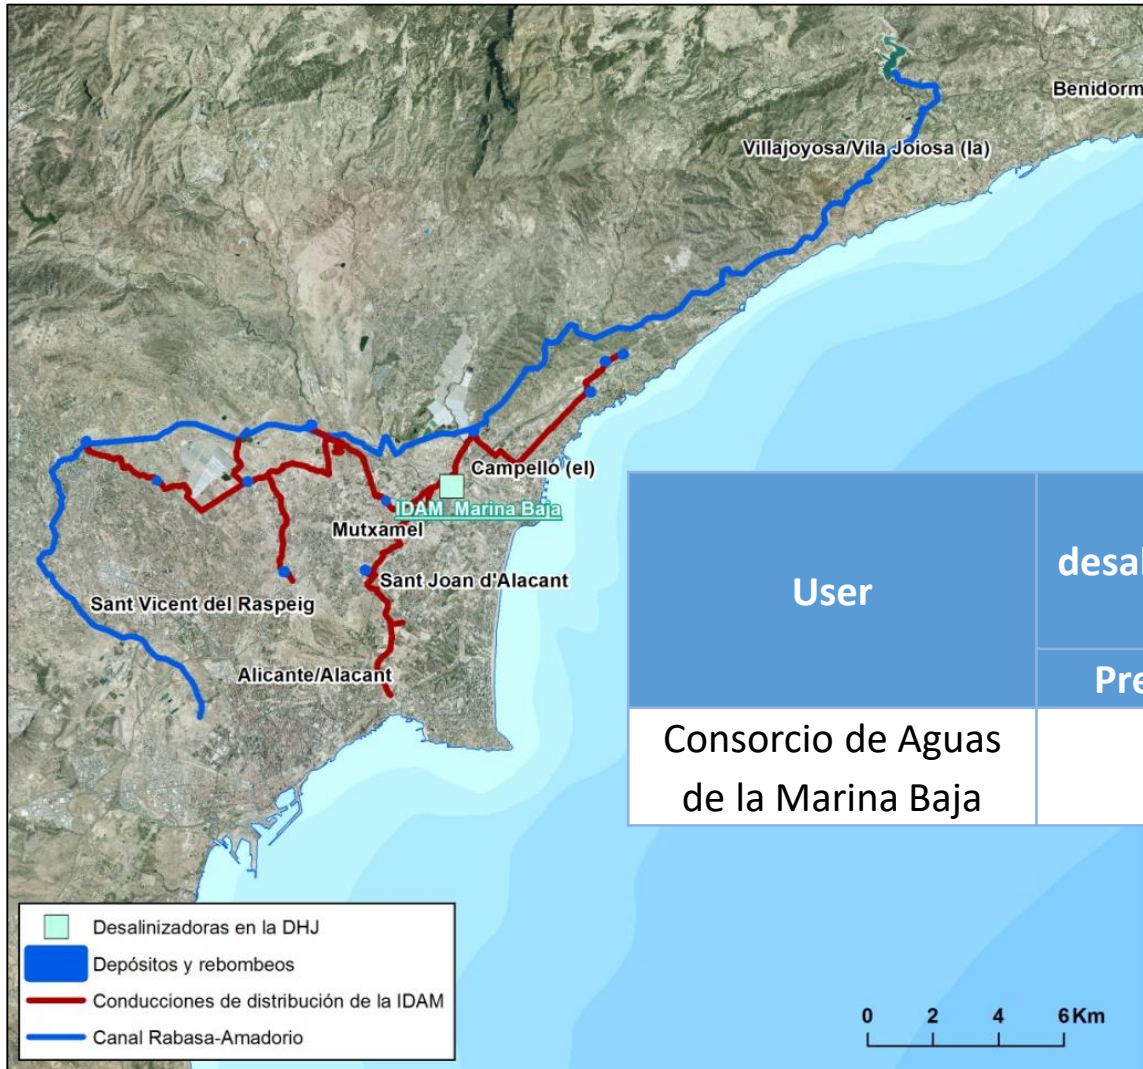 Benidorm
Villajoyosa/Vila Joiosa (la)
Campello (el)
IDAM Marina Baja
Mutxamel
Sant Joan d'Alacant
Sant Vicent del Raspeig
Alicante/Alacant
User
Consorcio de Aguas
de la Marina Baja
Desalinizadoras en la DHJ
Depósitos y rebombeos
Conducciones de distribución de la IDAM
Canal Rabasa-Amadorio
0 2 4 6 Km